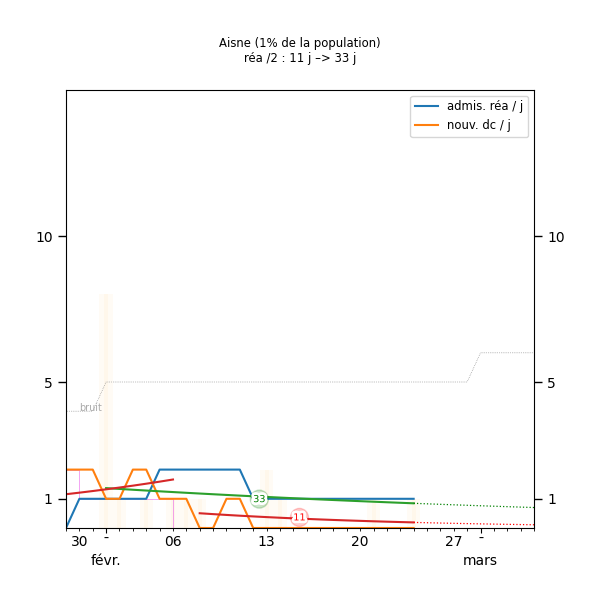 Aisne (1% de la population)
réa /2 : 11 j –> 33 j
admis. réa / j
nouv. dc / j
10 10
5 5
bruit
33
1 1
11
30 - 06 13 20 27 -
févr. mars